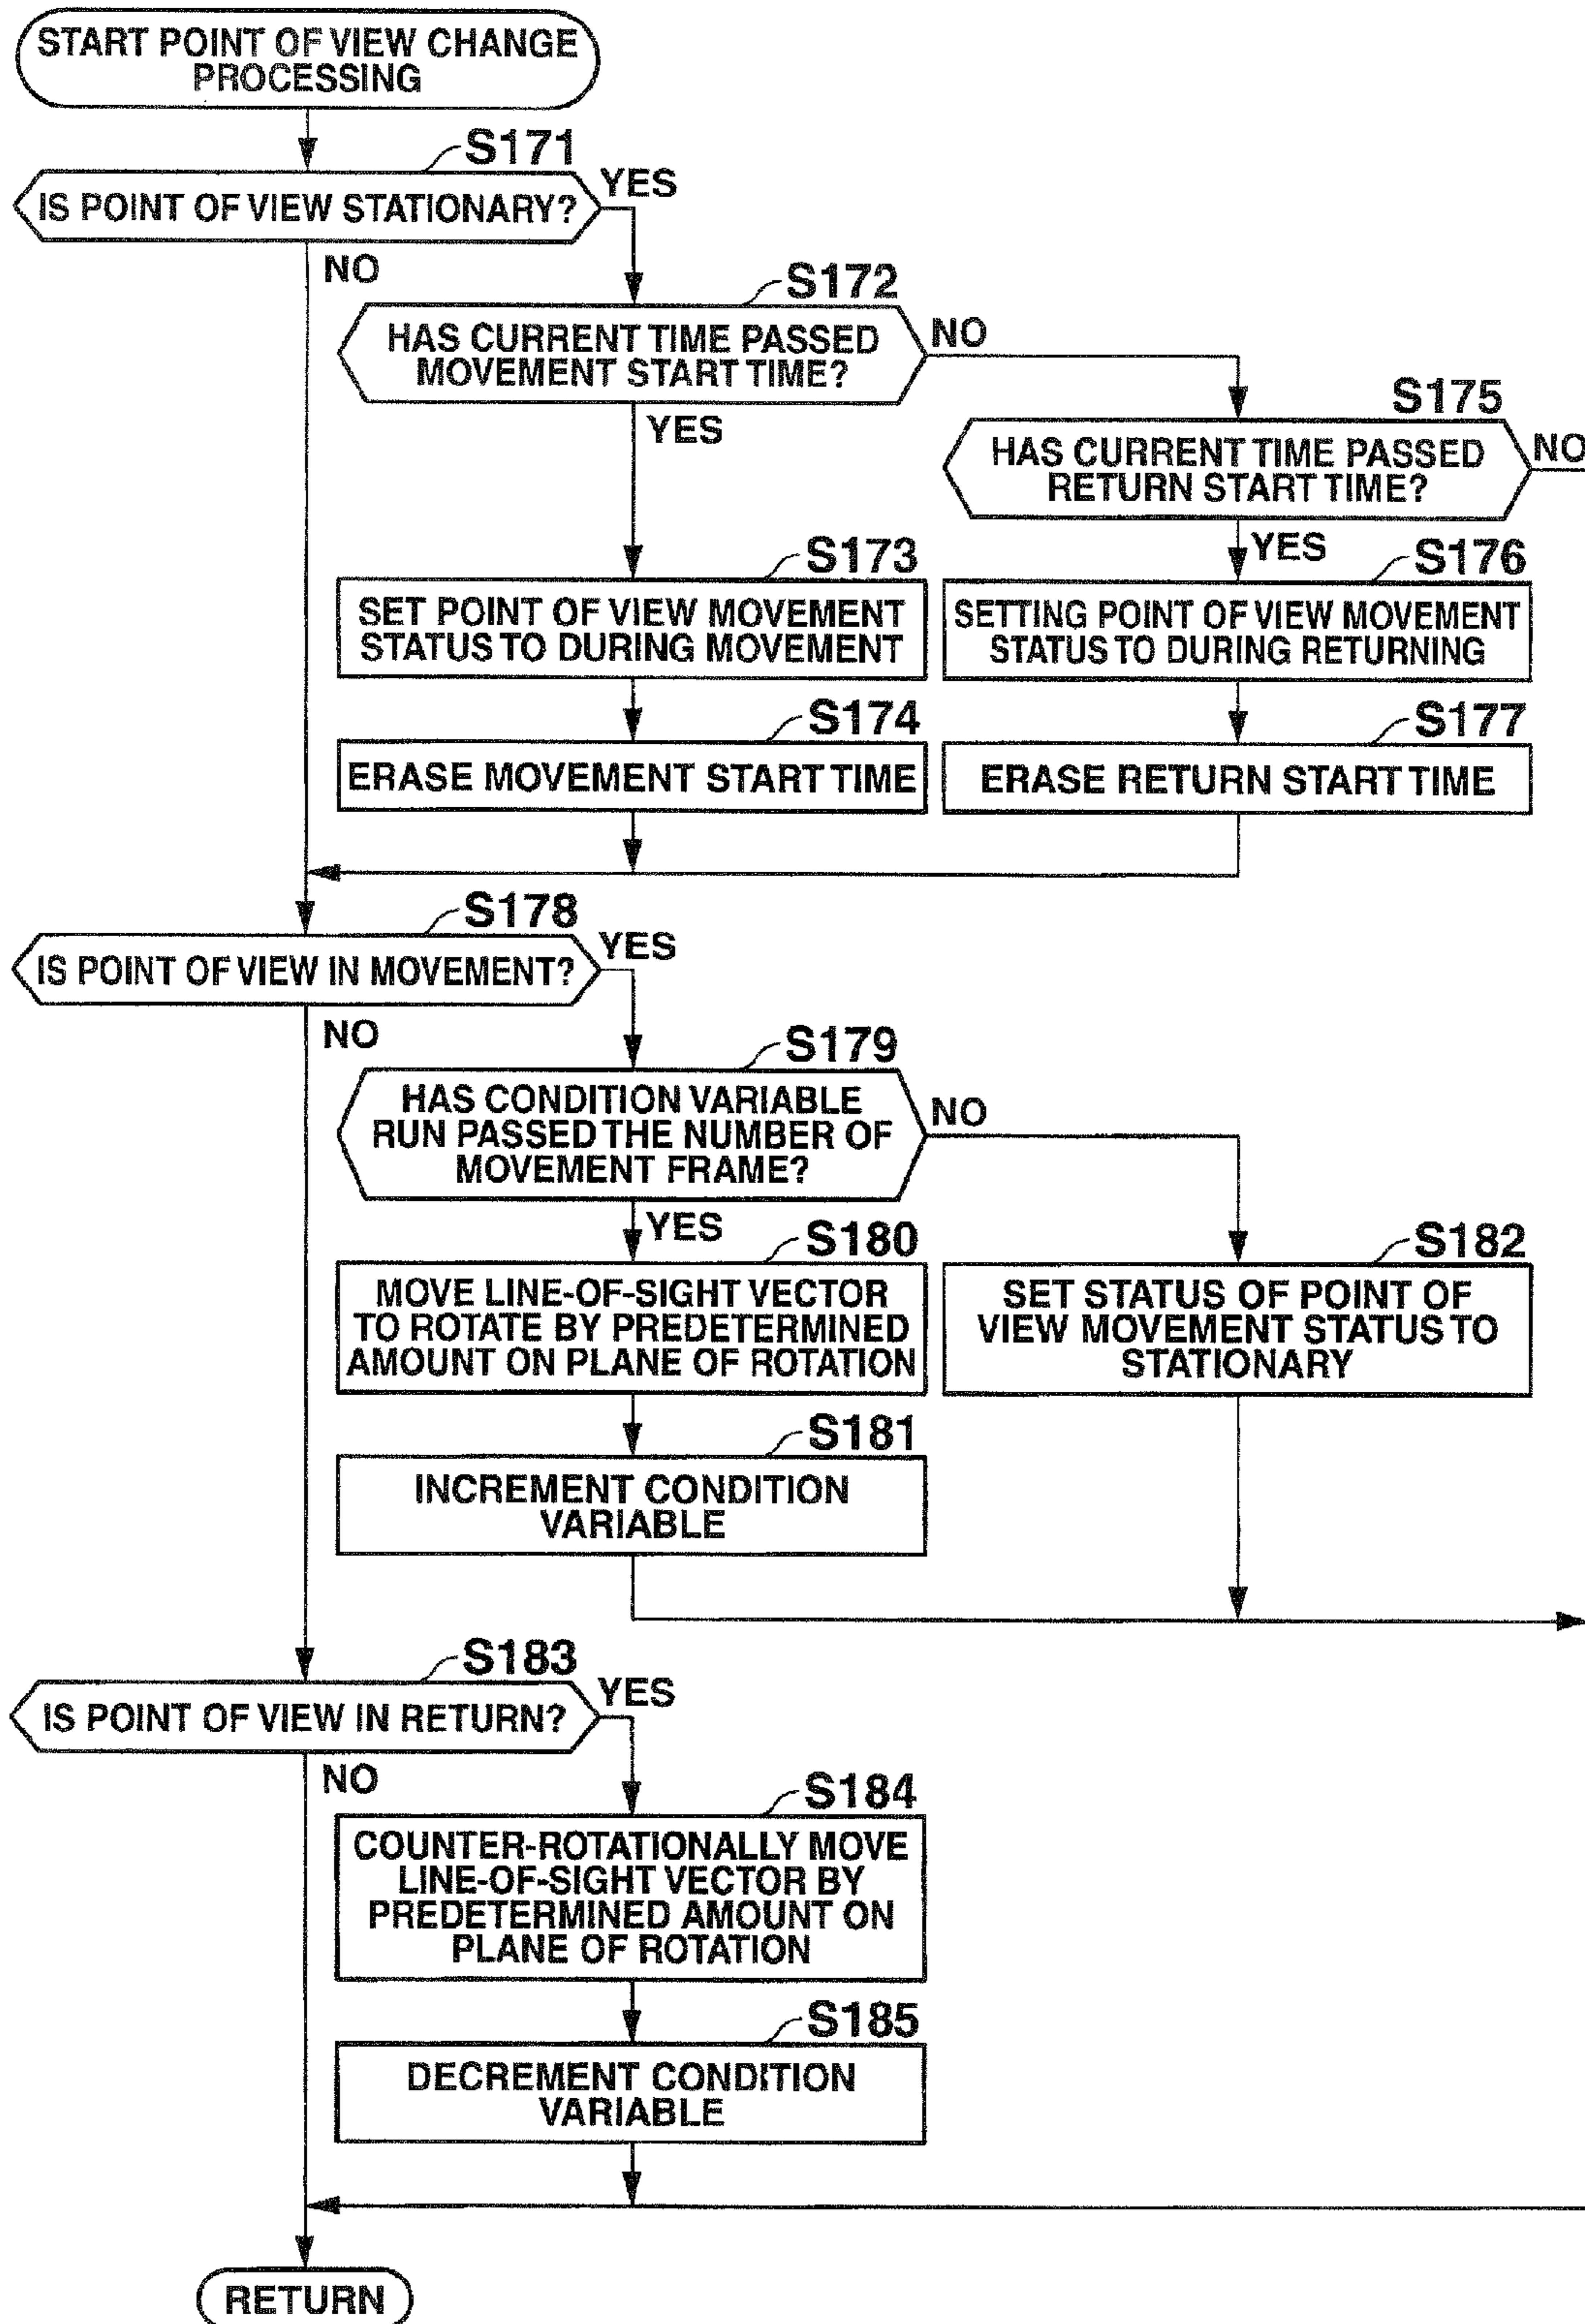 START POINT OF VIEW CHANGE
PROCESSING
S171
IS POINT OF VIEW STATIONARY?
YES
NO
S172
HAS CURRENT TIME PASSED
MOVEMENT START TIME?
NO
YES
S175
HAS CURRENT TIME PASSED
RETURN START TIME?
NO
YES
S173
SET POINT OF VIEW MOVEMENT
STATUS TO DURING MOVEMENT
S176
SETTING POINT OF VIEW MOVEMENT
STATUS TO DURING RETURNING
S174
ERASE MOVEMENT START TIME
S177
ERASE RETURN START TIME
S178
IS POINT OF VIEW IN MOVEMENT?
YES
NO
S179
HAS CONDITION VARIABLE
RUN PASSED THE NUMBER OF
MOVEMENT FRAME?
NO
YES
S180
MOVE LINE-OF-SIGHT VECTOR
TO ROTATE BY PREDETERMINED
AMOUNT ON PLANE OF ROTATION
S182
SET STATUS OF POINT OF
VIEW MOVEMENT STATUS TO
STATIONARY
S181
INCREMENT CONDITION
VARIABLE
S183
IS POINT OF VIEW IN RETURN?
YES
NO
S184
COUNTER-ROTATIONALLY MOVE
LINE-OF-SIGHT VECTOR BY
PREDETERMINED AMOUNT ON
PLANE OF ROTATION
S185
DECREMENT CONDITION
VARIABLE
RETURN